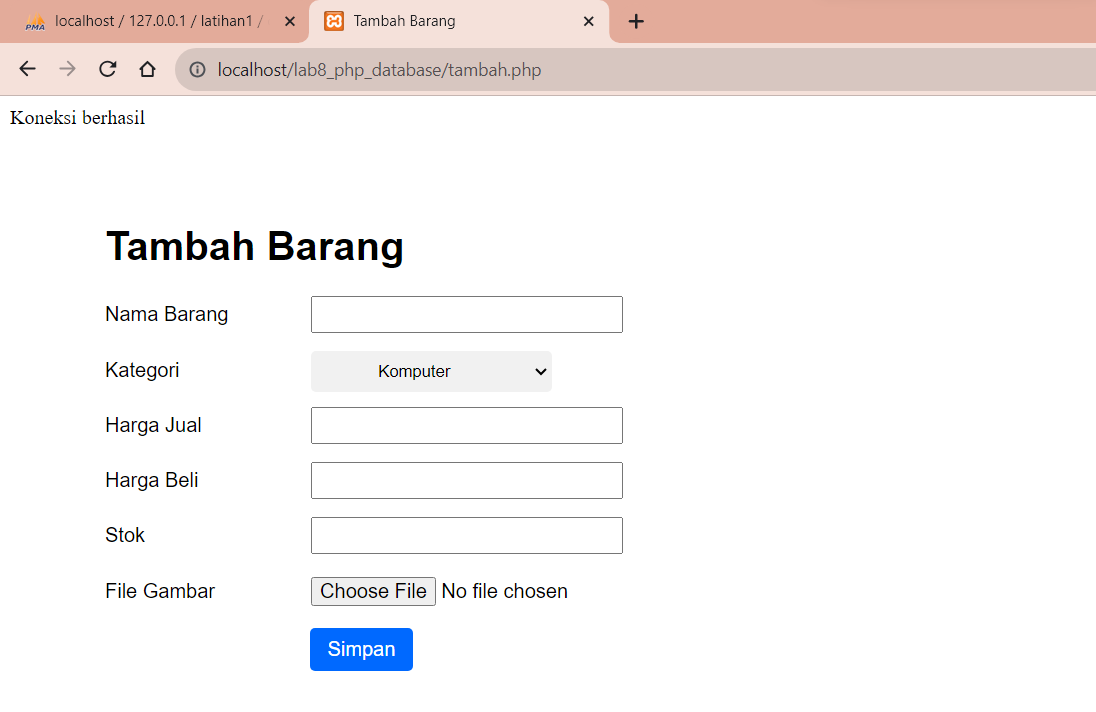 PMA localhost / 127.0.0.1 / latihan1 /
Tambah Barang
localhost/lab8_php_database/tambah.php
Koneksi berhasil
Tambah Barang
Nama Barang
Kategori Komputer
Harga Jual
Harga Beli
Stok
File Gambar Choose File No file chosen
Simpan